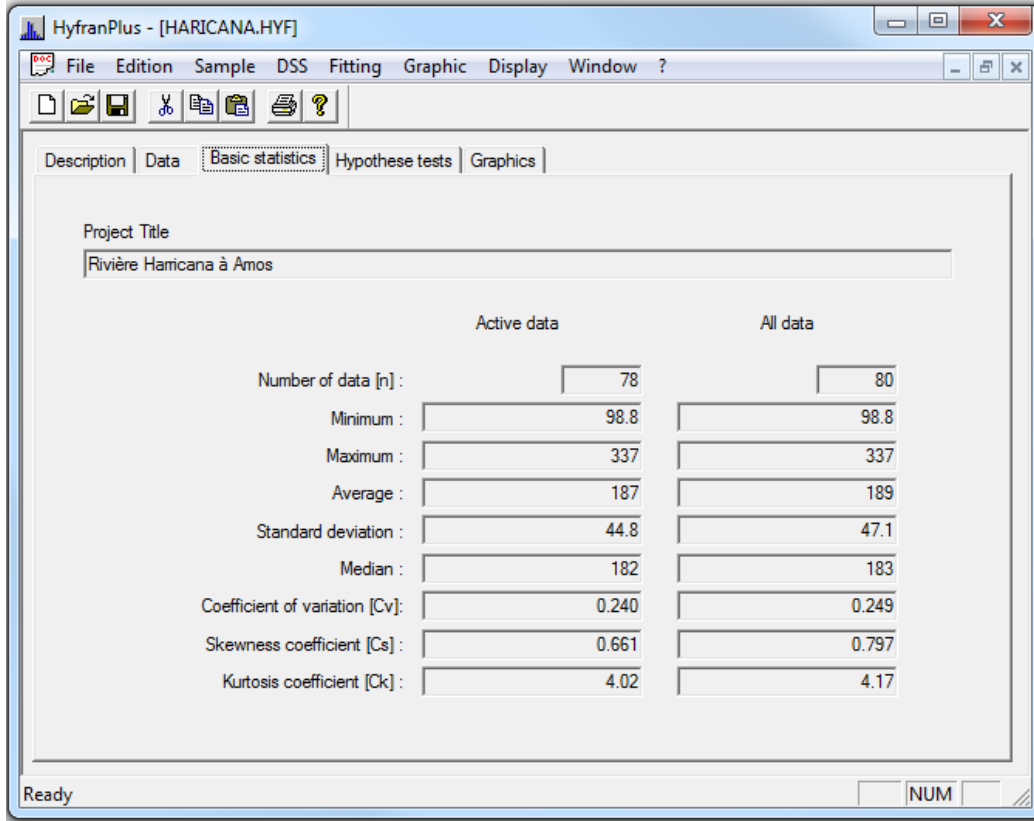 HyfranPlus - [HARICANA.HYF]
File Edition Sample DSS Fitting Graphic Display Window ?
Description Data Basic statistics Hypothese tests Graphics
Project Title
Rivière Harricana à Amos
Active data All data
Number of data [n] : 78 80
Minimum : 98.8 98.8
Maximum : 337 337
Average : 187 189
Standard deviation : 44.8 47.1
Median : 182 183
Coefficient of variation [Cv]: 0.240 0.249
Skewness coefficient [Cs] : 0.661 0.797
Kurtosis coefficient [Ck] : 4.02 4.17
Ready NUM